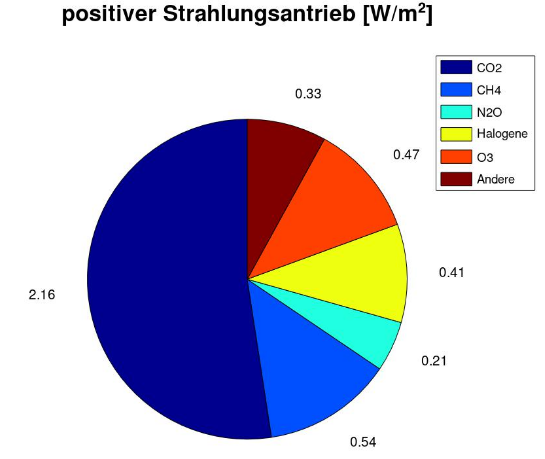 positiver Strahlungsantrieb [W/m²]
CO2
CH4
N2O
Halogene
O3
Andere
0.33
0.47
0.41
0.21
0.54
2.16